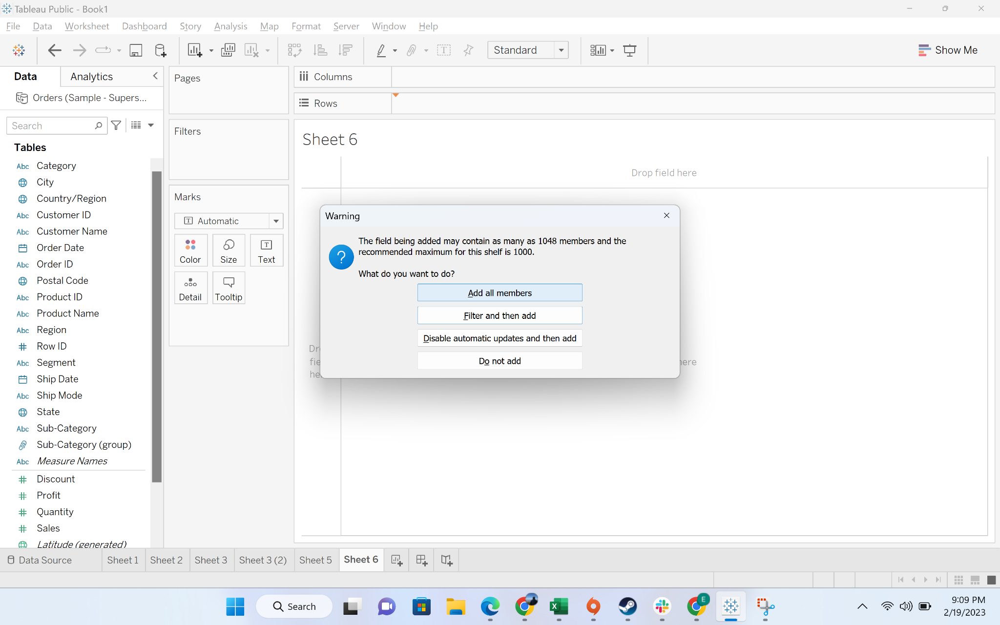 Tableau Public - Book1
File Data Worksheet Dashboard Story Analysis Map Format Server Window Help
Standard
Show Me
Data Analytics
Orders (Sample - Supers...
Search
Tables
Abc Category
City
Country/Region
Abc Customer ID
Abc Customer Name
Order Date
Abc Order ID
Postal Code
Abc Product ID
Abc Product Name
Abc Region
# Row ID
Abc Segment
Ship Date
Abc Ship Mode
State
Abc Sub-Category
Sub-Category (group)
Abc Measure Names
# Discount
# Profit
# Quantity
# Sales
Latitude (generated)
Pages
Filters
Marks
T Automatic
Color Size Text
Detail Tooltip
Columns
Rows
Sheet 6
Drop field here
Warning
The field being added may contain as many as 1048 members and the
recommended maximum for this shelf is 1000.
What do you want to do?
Add all members
Filter and then add
Disable automatic updates and then add
Do not add
Data Source Sheet 1 Sheet 2 Sheet 3 Sheet 3 (2) Sheet 5 Sheet 6
Search
E
9:09 PM
2/19/2023